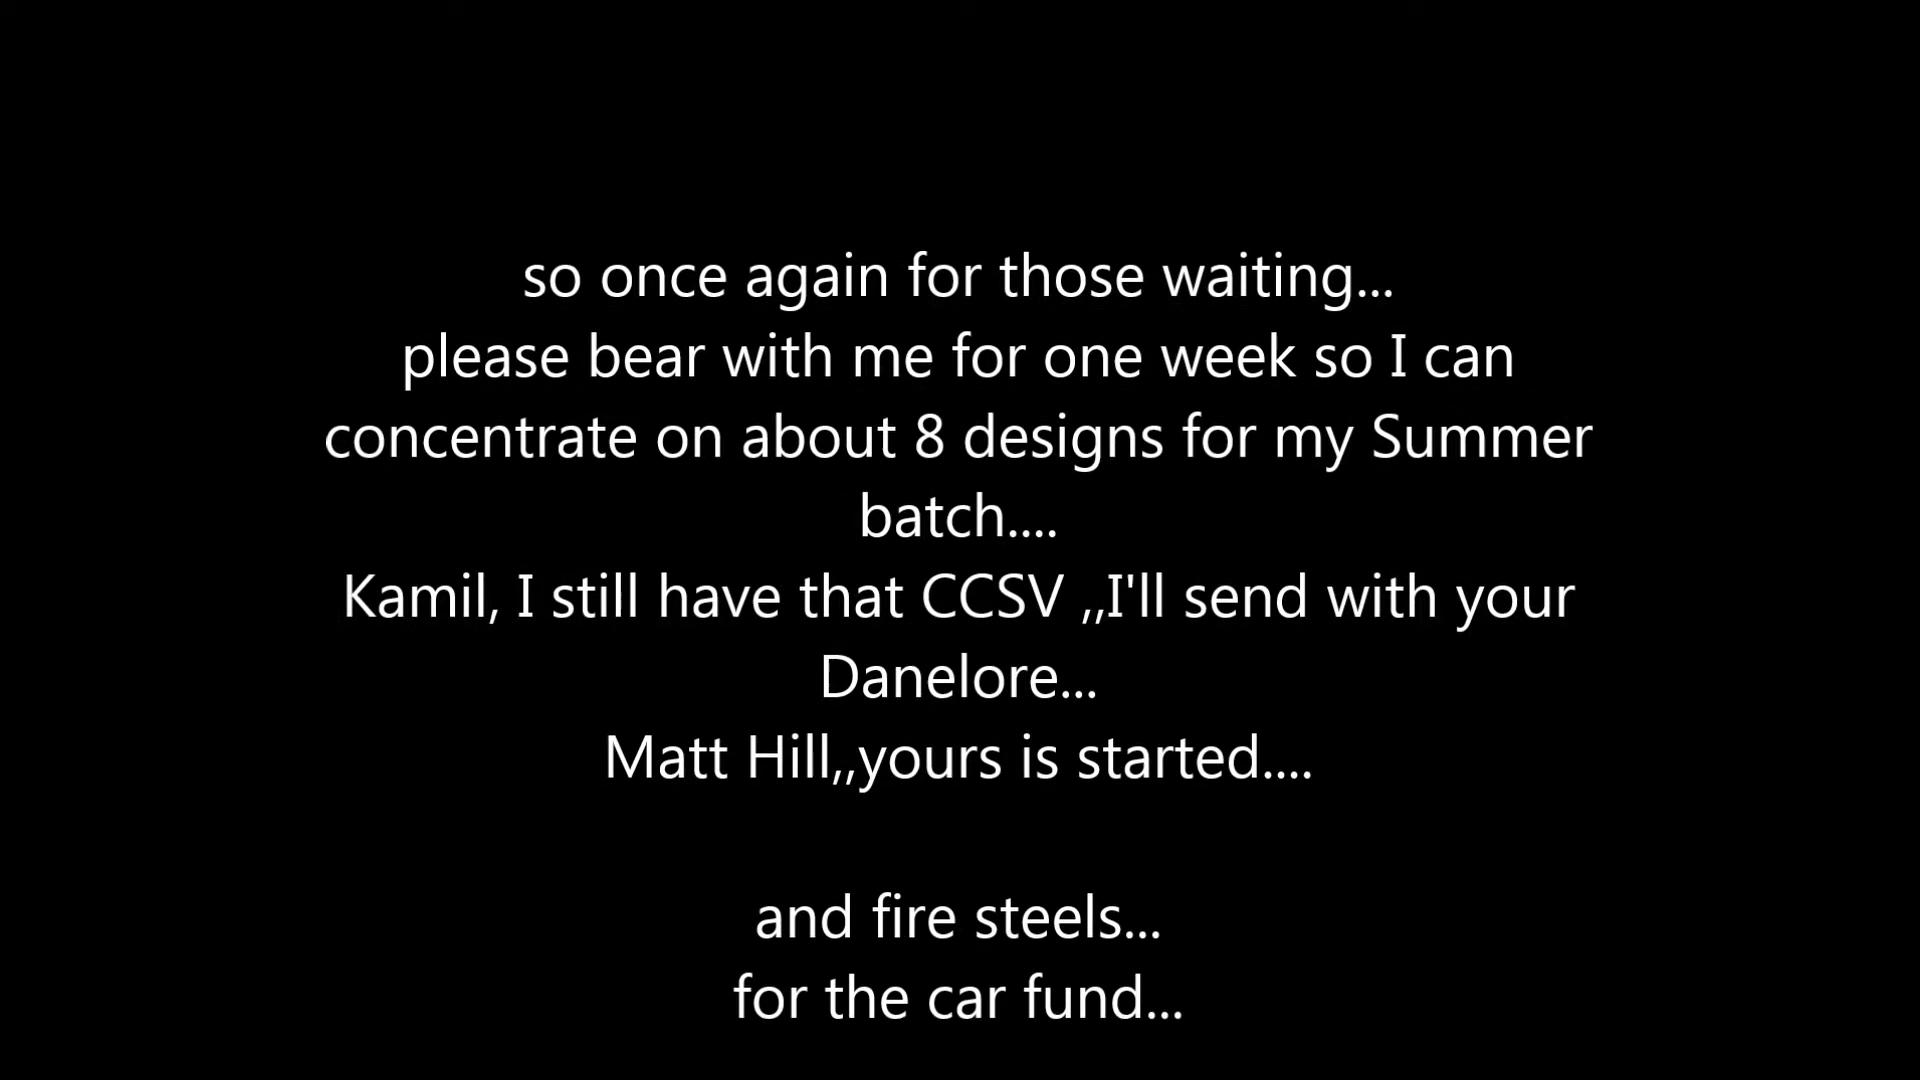 so once again for those waiting...
please bear with me for one week so I can
concentrate on about 8 designs for my Summer
batch....
Kamil, I still have that CCSV ,,I'll send with your
Danelore...
Matt Hill,,yours is started....
and fire steels...
for the car fund...